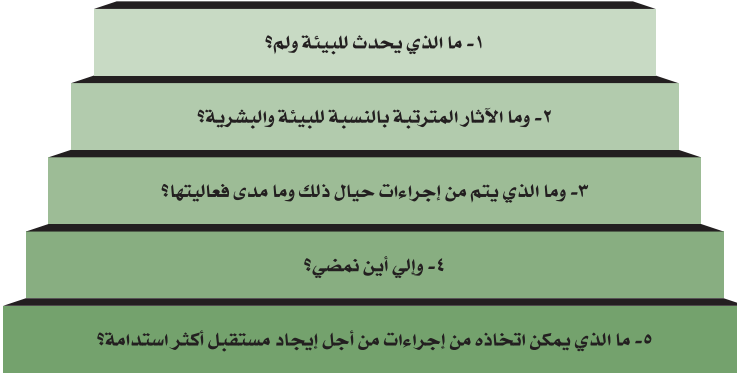 ١- ما الذي يحدث للبيئة ولم؟
٢- وما الآثار المترتبة بالنسبة للبيئة والبشرية؟
٣- وما الذي يتم من إجراءات حيال ذلك وما مدى فعاليتها؟
٤- وإلي أين نمضي؟
٥- ما الذي يمكن اتخاذه من إجراءات من أجل إيجاد مستقبل أكثر استدامة؟